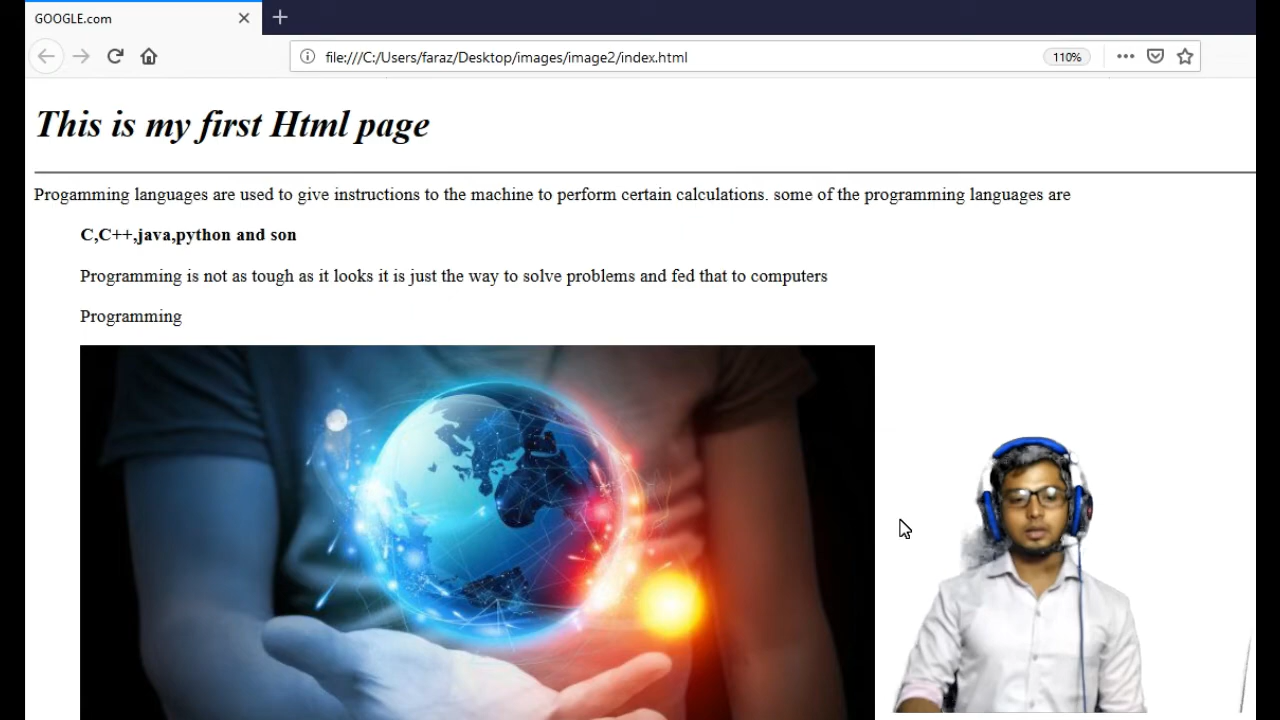 GOOGLE.com
file:///C:/Users/faraz/Desktop/images/image2/index.html
110%
This is my first Html page
Progamming languages are used to give instructions to the machine to perform certain calculations. some of the programming languages are
C,C++,java,python and son
Programming is not as tough as it looks it is just the way to solve problems and fed that to computers
Programming